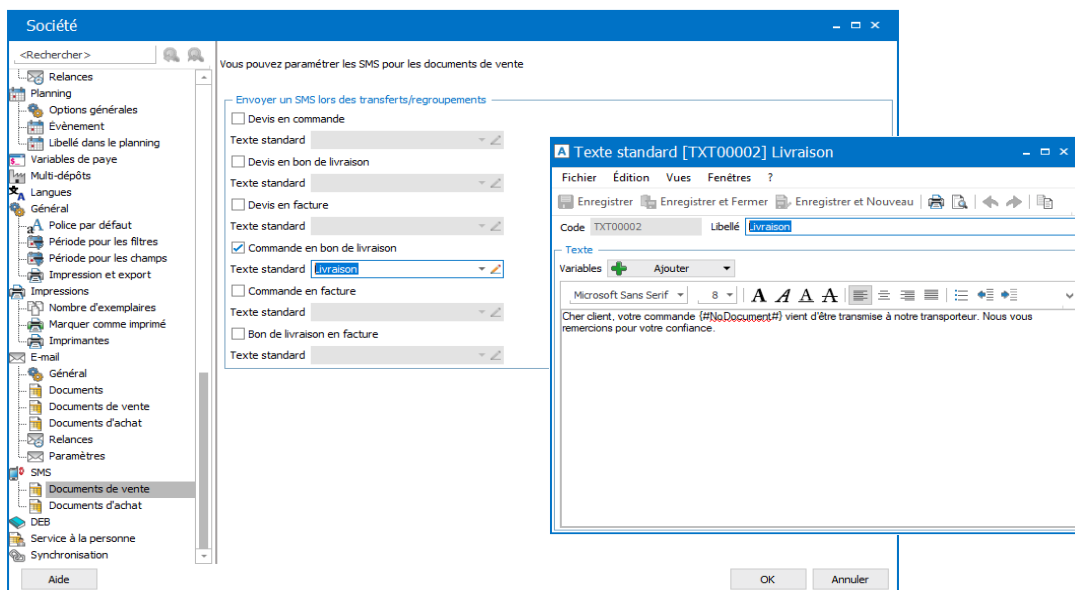 Société
<Rechercher>
Relances
Planning
Options générales
Évènement
Libellé dans le planning
Variables de paye
Multi-dépôts
Langues
Général
Police par défaut
Période pour les filtres
Période pour les champs
Impression et export
Impressions
Nombre d'exemplaires
Marquer comme imprimé
Imprimantes
E-mail
Général
Documents
Documents de vente
Documents d'achat
Relances
Paramètres
SMS
Documents de vente
Documents d'achat
DEB
Service à la personne
Synchronisation
Aide
Vous pouvez paramétrer les SMS pour les documents de vente
Envoyer un SMS lors des transferts/regroupements
Devis en commande
Texte standard
Devis en bon de livraison
Texte standard
Devis en facture
Texte standard
Commande en bon de livraison
Texte standard Livraison
Commande en facture
Texte standard
Bon de livraison en facture
Texte standard
OK Annuler
A Texte standard [TXT00002] Livraison
Fichier Édition Vues Fenêtres ?
Enregistrer Enregistrer et Fermer Enregistrer et Nouveau
Code TXT00002 Libellé Livraison
Texte
Variables Ajouter
Microsoft Sans Serif 8 A A A A
Cher client, votre commande {#NoDocument#} vient d'être transmise à notre transporteur. Nous vous
remercions pour votre confiance.